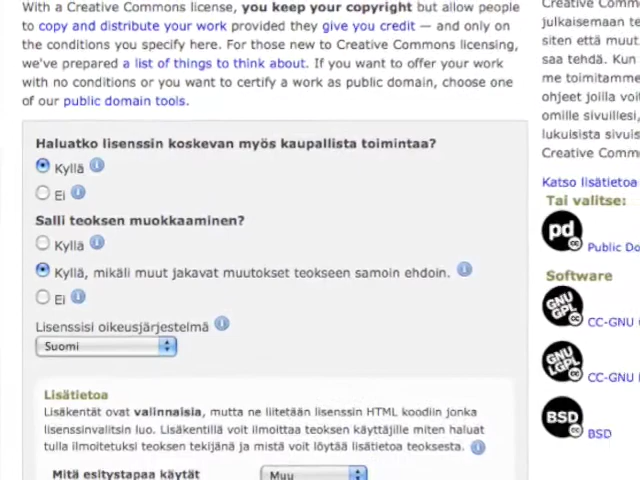 With a Creative Commons license, you keep your copyright but allow people
to copy and distribute your work provided they give you credit — and only on
the conditions you specify here. For those new to Creative Commons licensing,
we've prepared a list of things to think about. If you want to offer your work
with no conditions or you want to certify a work as public domain, choose one
of our public domain tools.
Haluatko lisenssin koskevan myös kaupallista toimintaa?
Kyllä
Ei
Salli teoksen muokkaaminen?
Kyllä
Kyllä, mikäli muut jakavat muutokset teokseen samoin ehdoin.
Ei
Lisenssisi oikeusjärjestelmä
Suomi
Lisätietoa
Lisäkentät ovat valinnaisia, mutta ne liitetään lisenssin HTML koodiin jonka
lisenssinvalitsin luo. Lisäkentillä voit ilmoittaa teoksen käyttäjille miten haluat
tulla ilmoitetuksi teoksen tekijänä ja mistä voit löytää lisätietoa teoksesta.
Mitä esitystapaa käytät
Muu
Creative Comm
julkaisemaan te
siten että muut
saa tehdä. Kun
me toimitamme
ohjeet joilla voit
omille sivuillesi,
lukuisista sivuis
Creative Comm
Katso lisätietoa
Tai valitse:
pd
cc
Public Do
Software
GNU
GPL
cc
CC-GNU
GNU
LGPL
cc
CC-GNU
BSD
cc
BSD